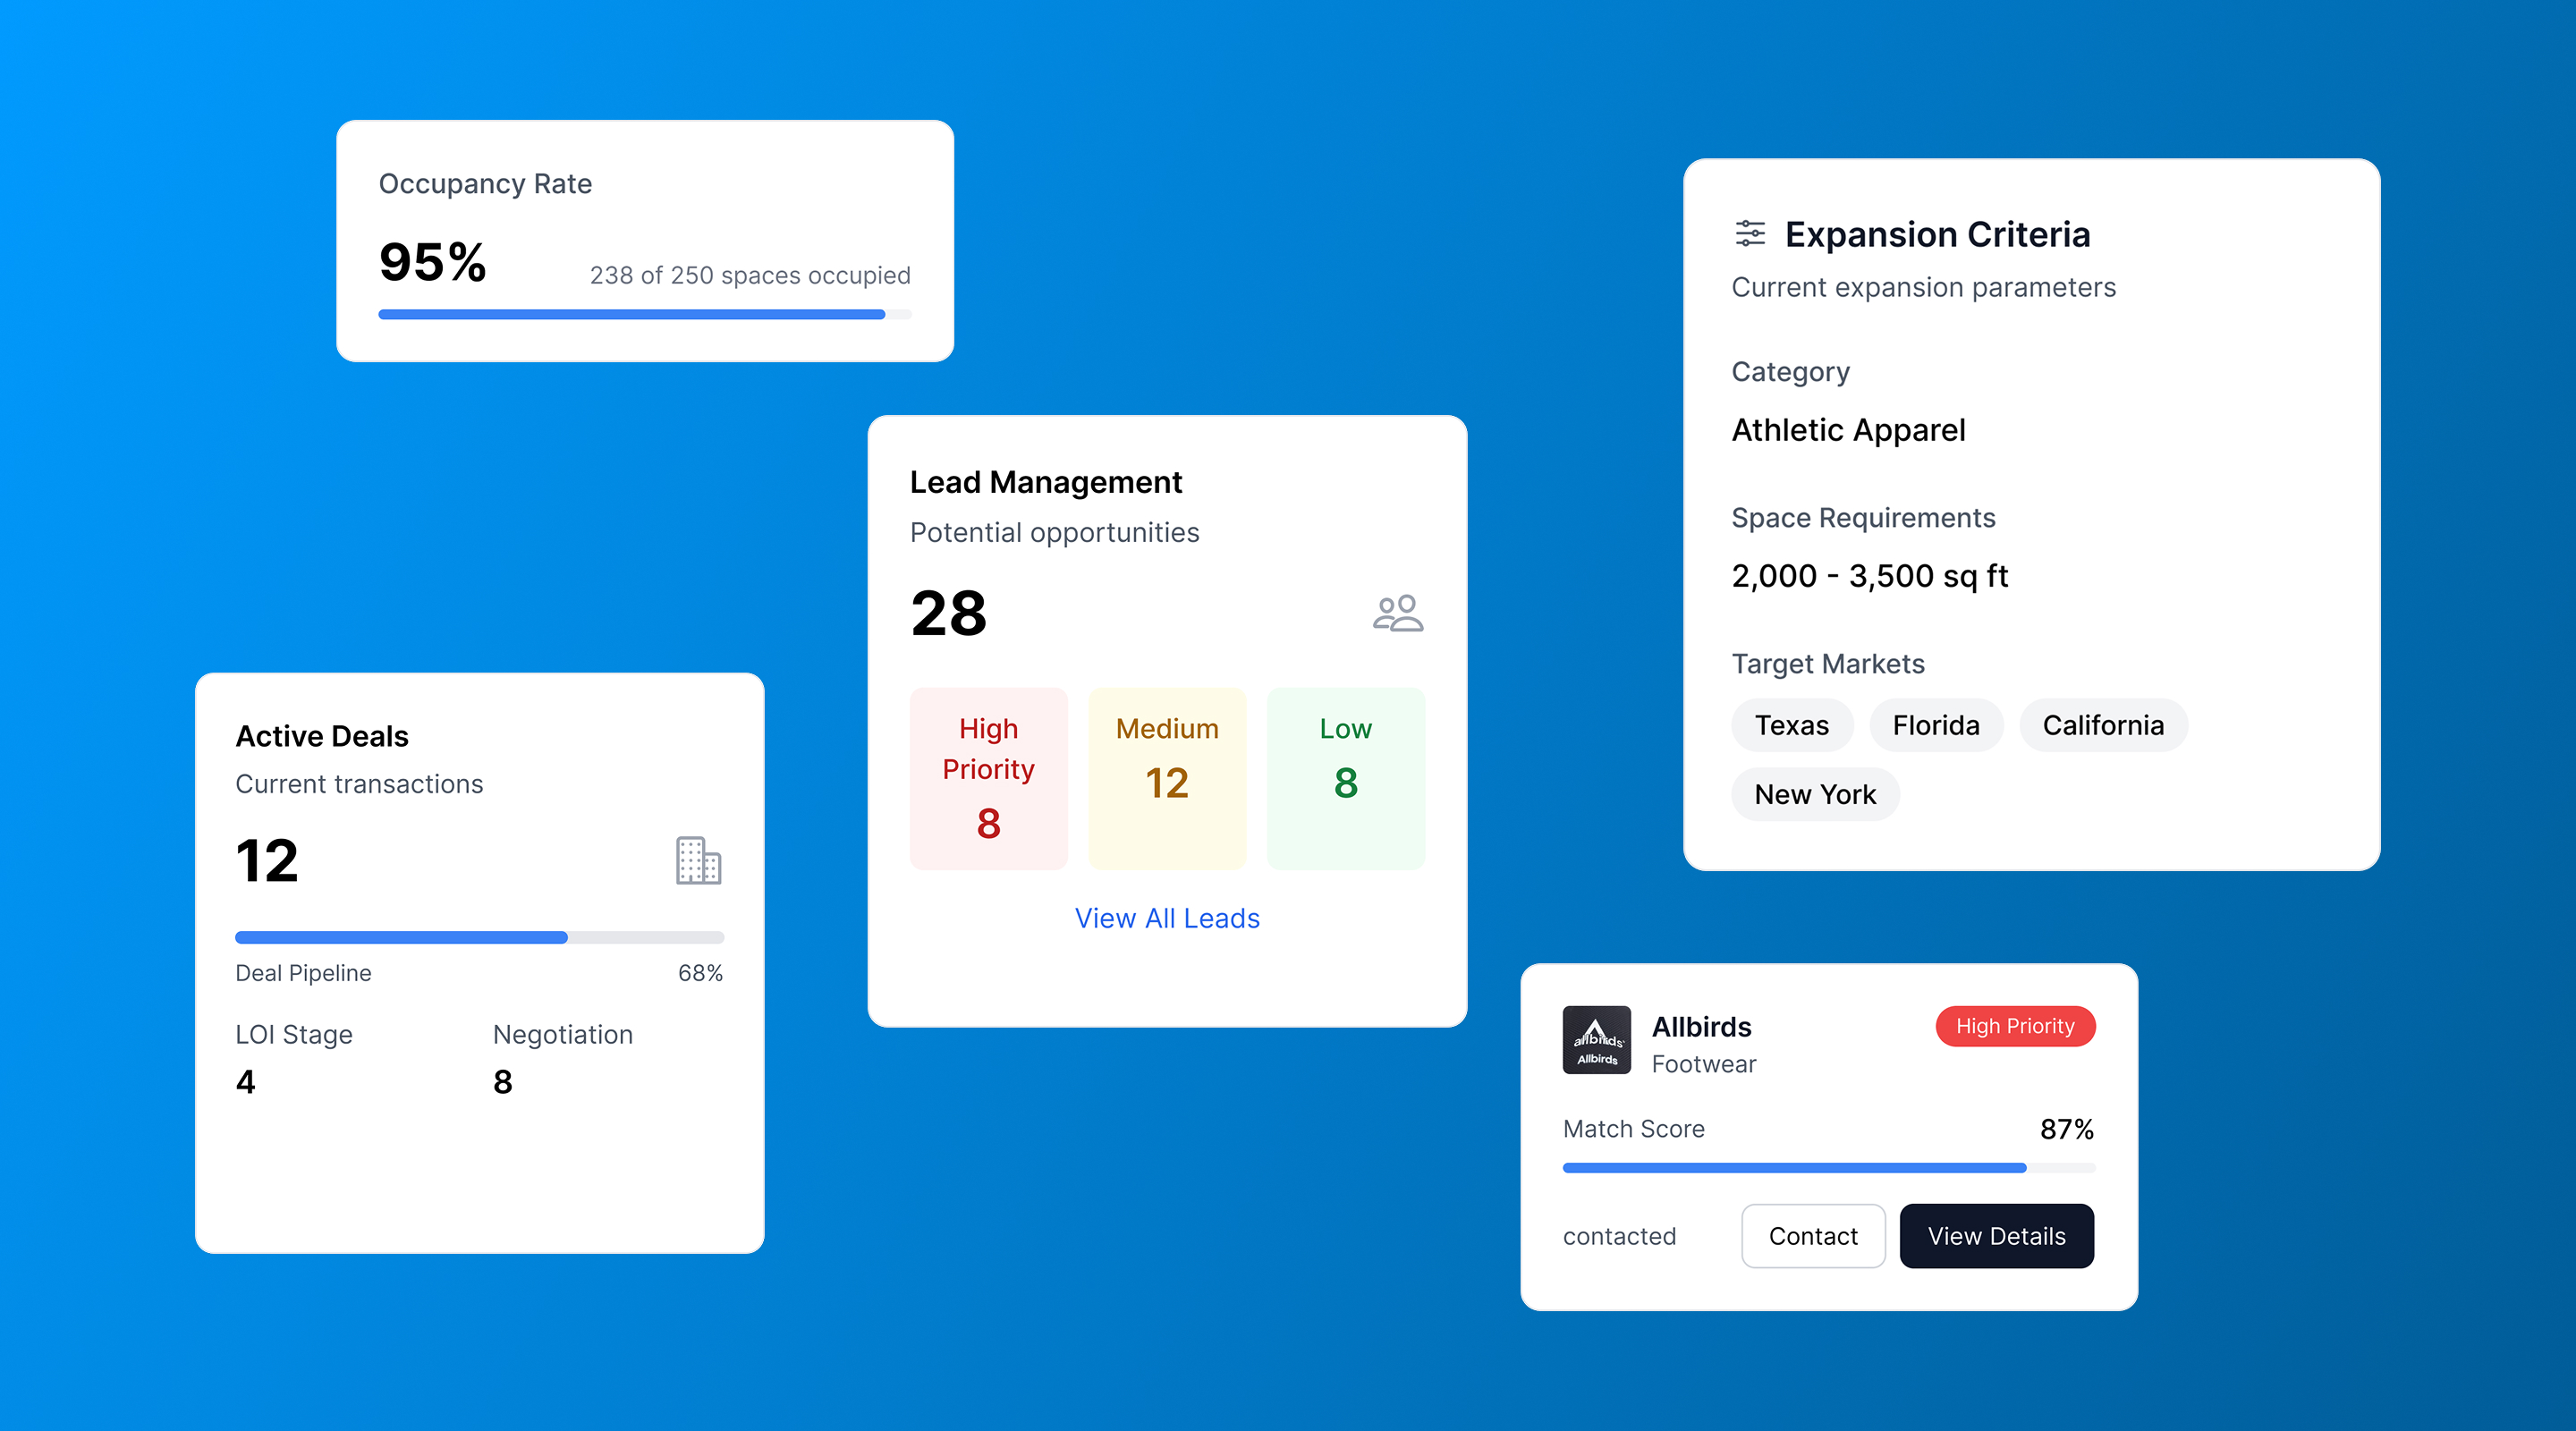 Occupancy Rate
95%
238 of 250 spaces occupied
Expansion Criteria
Current expansion parameters
Category
Athletic Apparel
Space Requirements
2,000 - 3,500 sq ft
Target Markets
Texas
Florida
California
New York
Lead Management
Potential opportunities
28
High
Priority
8
Medium
12
Low
8
View All Leads
Active Deals
Current transactions
12
Deal Pipeline
68%
LOI Stage
Negotiation
4
8
allbirds
Allbirds
Allbirds
Footwear
High Priority
Match Score
87%
contacted
Contact
View Details